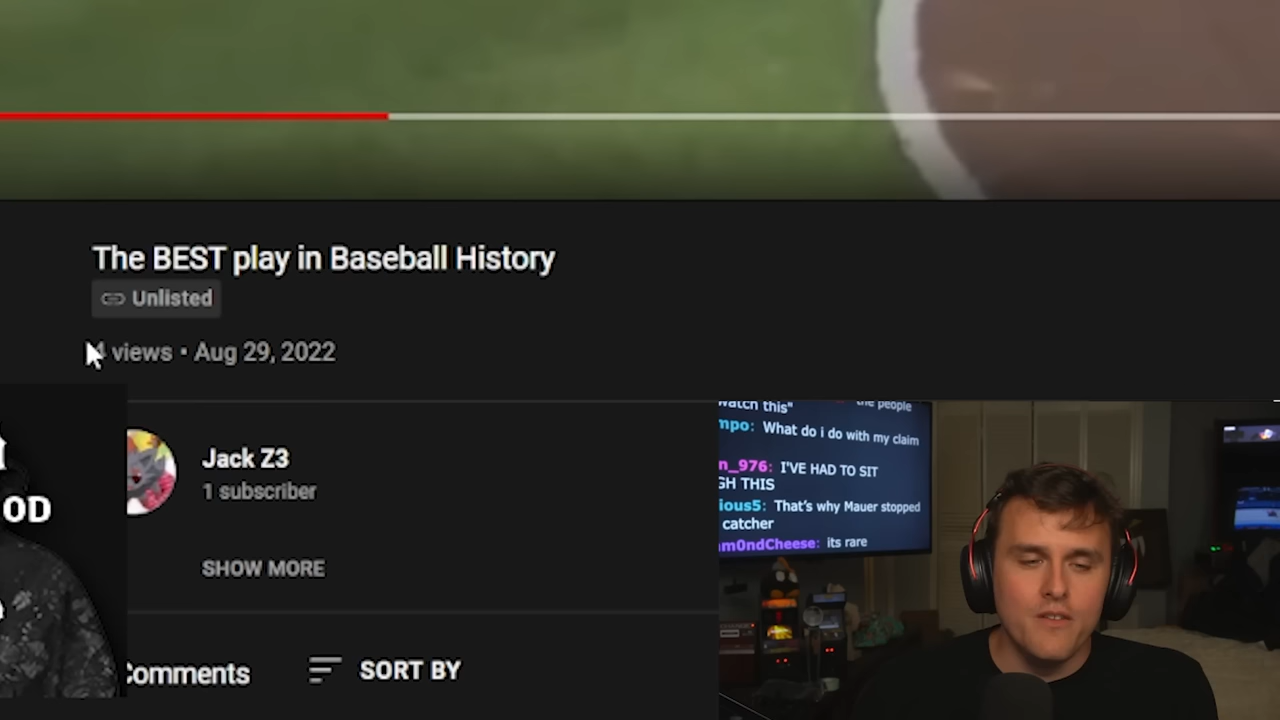 The BEST play in Baseball History
Unlisted
views • Aug 29, 2022
Jack Z3
1 subscriber
SHOW MORE
OD
Comments
SORT BY
watch this"
the people
mpo: What do i do with my claim
n_976: I'VE HAD TO SIT
GH THIS
ious5: That's why Mauer stopped
catcher
am0ndCheese: its rare